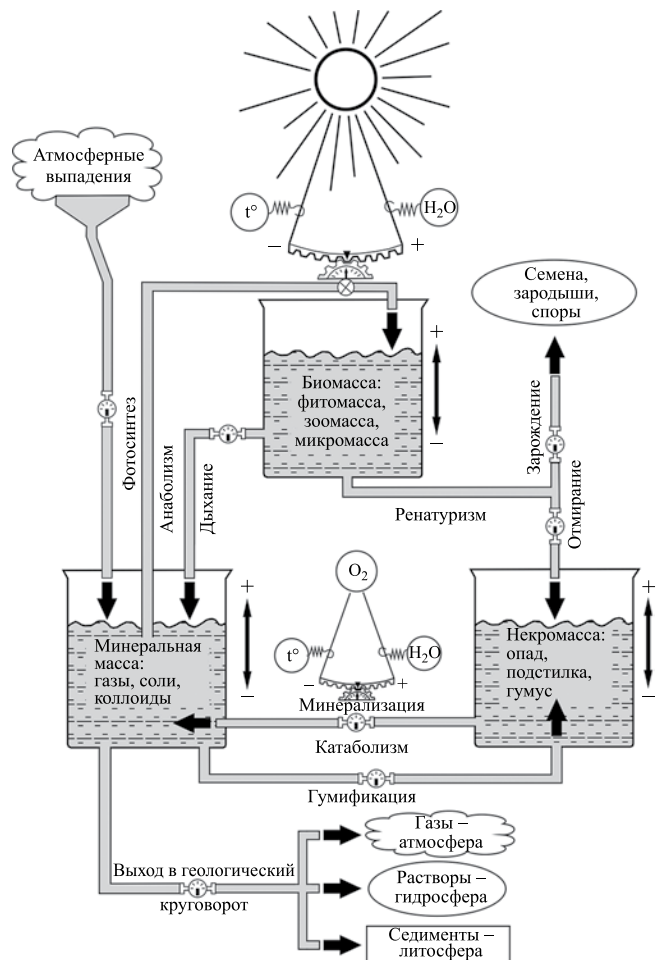 Атмосферные
выпадения
t°
H₂O
–
+
Семена,
зародыши,
споры
Биомасса:
фитомасса,
зоомасса,
микромасса
+
–
Фотосинтез
Анаболизм
Дыхание
Зарождение
Отмирание
Ренатуризм
Минеральная
масса:
газы, соли,
коллоиды
+
–
O₂
t°
H₂O
–
+
Минерализация
Катаболизм
Некромасса:
опад,
подстилка,
гумус
+
–
Гумификация
Выход в геологический
круговорот
Газы –
атмосфера
Растворы –
гидросфера
Седименты –
литосфера